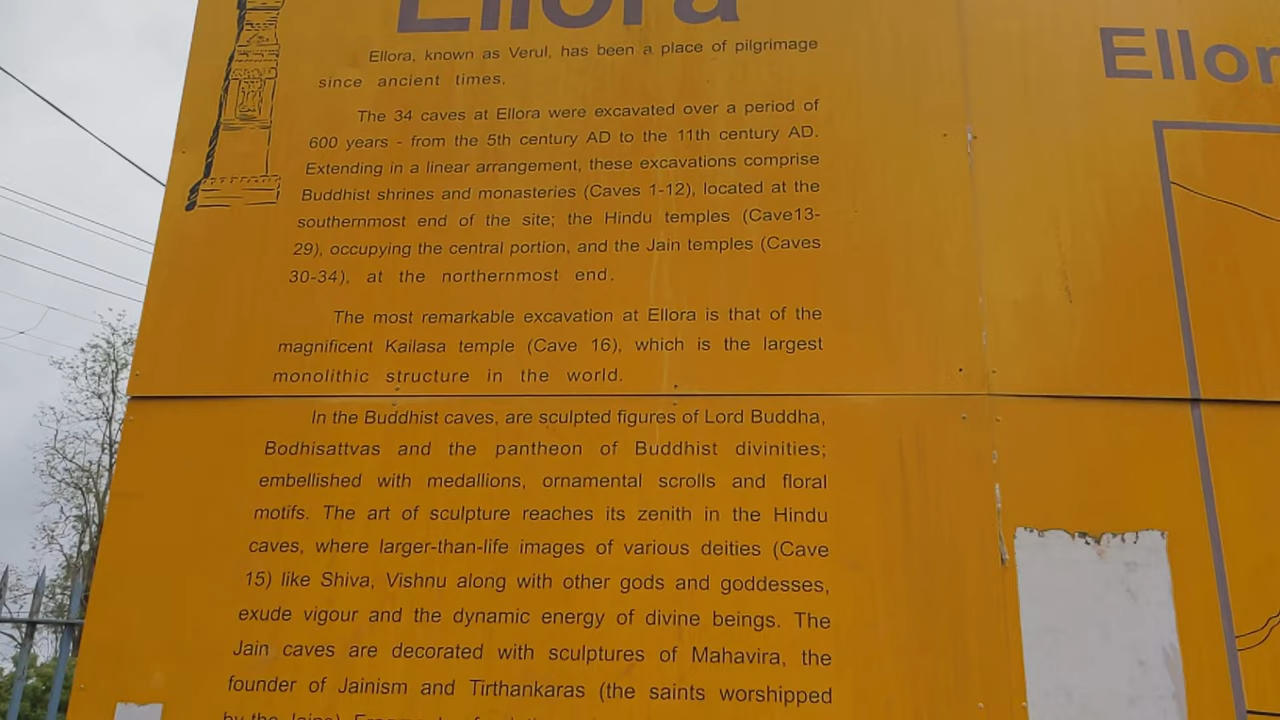 Ellora
Ellora, known as Verul, has been a place of pilgrimage
since ancient times.
The 34 caves at Ellora were excavated over a period of
600 years - from the 5th century AD to the 11th century AD.
Extending in a linear arrangement, these excavations comprise
Buddhist shrines and monasteries (Caves 1-12), located at the
southernmost end of the site; the Hindu temples (Cave13-
29), occupying the central portion, and the Jain temples (Caves
30-34), at the northernmost end.
The most remarkable excavation at Ellora is that of the
magnificent Kailasa temple (Cave 16), which is the largest
monolithic structure in the world.
In the Buddhist caves, are sculpted figures of Lord Buddha,
Bodhisattvas and the pantheon of Buddhist divinities;
embellished with medallions, ornamental scrolls and floral
motifs. The art of sculpture reaches its zenith in the Hindu
caves, where larger-than-life images of various deities (Cave
15) like Shiva, Vishnu along with other gods and goddesses,
exude vigour and the dynamic energy of divine beings. The
Jain caves are decorated with sculptures of Mahavira, the
founder of Jainism and Tirthankaras (the saints worshipped
by the Jains).
Ellor